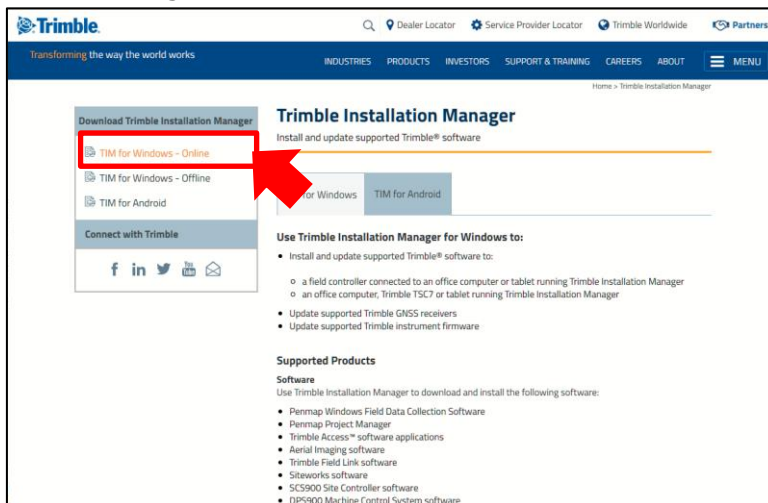 Trimble.
Dealer Locator
Service Provider Locator
Trimble Worldwide
Partners
Transforming the way the world works
INDUSTRIES PRODUCTS INVESTORS SUPPORT & TRAINING CAREERS ABOUT MENU
Home > Trimble Installation Manager
Download Trimble Installation Manager
TIM for Windows - Online
TIM for Windows - Offline
TIM for Android
Connect with Trimble
You Tube
Trimble Installation Manager
Install and update supported Trimble® software
for Windows
TIM for Android
Use Trimble Installation Manager for Windows to:
• Install and update supported Trimble® software to:
o a field controller connected to an office computer or tablet running Trimble Installation Manager
o an office computer, Trimble TSC7 or tablet running Trimble Installation Manager
• Update supported Trimble GNSS receivers
• Update supported Trimble instrument firmware
Supported Products
Software
Use Trimble Installation Manager to download and install the following software:
• Penmap Windows Field Data Collection Software
• Penmap Project Manager
• Trimble Access™ software applications
• Aerial Imaging software
• Trimble Field Link software
• Siteworks software
• SCS900 Site Controller software
• DPS900 Machine Control System software